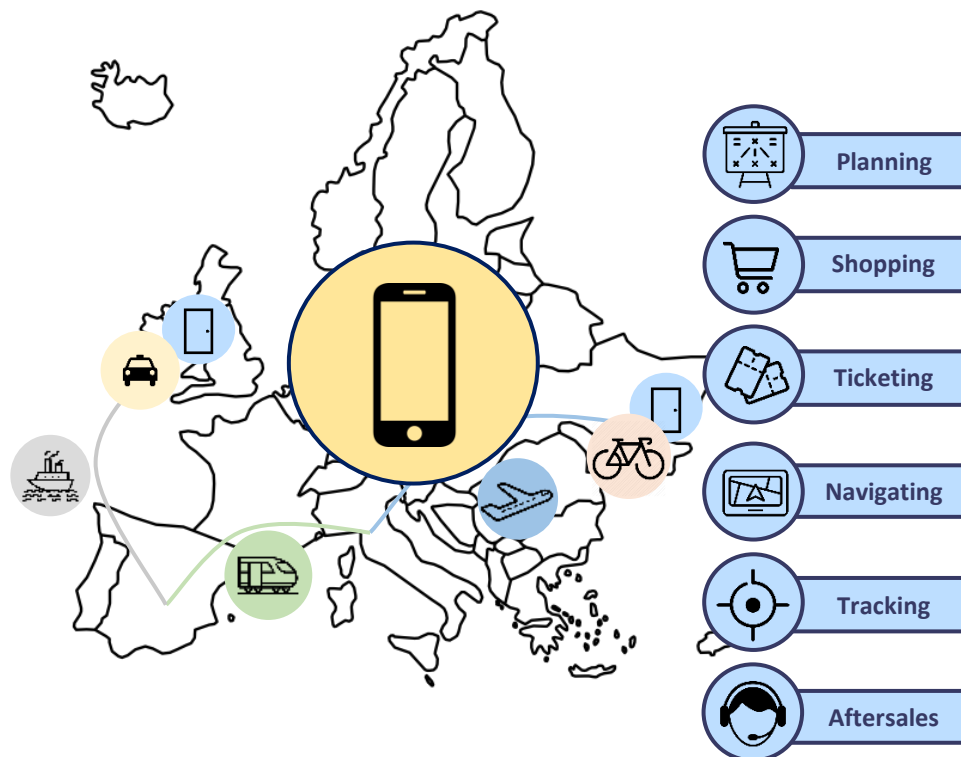 Planning
Shopping
Ticketing
Navigating
Tracking
Aftersales